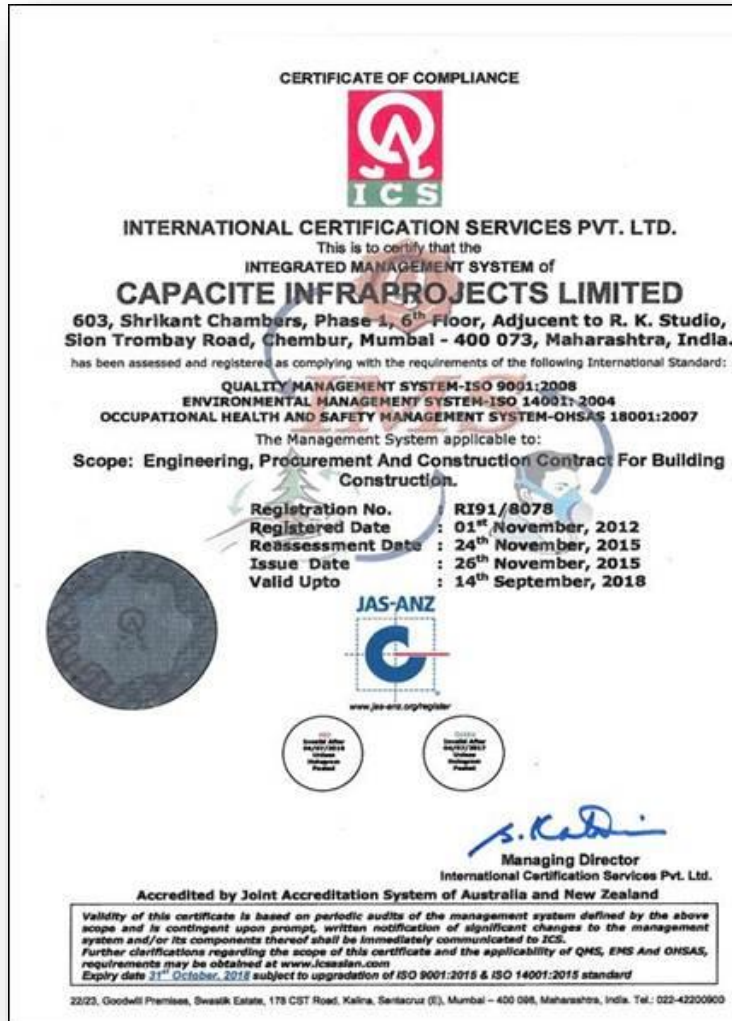 CERTIFICATE OF COMPLIANCE
ICS
INTERNATIONAL CERTIFICATION SERVICES PVT. LTD.
This is to certify that the
INTEGRATED MANAGEMENT SYSTEM of
CAPACITE INFRAPROJECTS LIMITED
603, Shrikant Chambers, Phase 1, 6th Floor, Adjucent to R. K. Studio,
Sion Trombay Road, Chembur, Mumbai - 400 073, Maharashtra, India.
has been assessed and registered as complying with the requirements of the following International Standard:
QUALITY MANAGEMENT SYSTEM-ISO 9001:2008
ENVIRONMENTAL MANAGEMENT SYSTEM-ISO 14001: 2004
OCCUPATIONAL HEALTH AND SAFETY MANAGEMENT SYSTEM-OHSAS 18001:2007
IMS
The Management System applicable to:
Scope: Engineering, Procurement And Construction Contract For Building
Construction.
Registration No. : RI91/8078
Registered Date : 01st November, 2012
Reassessment Date : 24th November, 2015
Issue Date : 26th November, 2015
Valid Upto : 14th September, 2018
JAS-ANZ
www.jas-anz.org/register
Invalid After
Unless
Hologram
Posted
Invalid After
Unless
Hologram
Posted
Managing Director
International Certification Services Pvt. Ltd.
Accredited by Joint Accreditation System of Australia and New Zealand
Validity of this certificate is based on periodic audits of the management system defined by the above
scope and is contingent upon prompt, written notification of significant changes to the management
system and/or its components thereof shall be immediately communicated to ICS.
Further clarifications regarding the scope of this certificate and the applicability of QMS, EMS And OHSAS,
requirements may be obtained at www.icsasian.com
Expiry date 31st October, 2018 subject to upgradation of ISO 9001:2015 & ISO 14001:2015 standard
22/23, Goodwill Premises, Swastik Estate, 178 CST Road, Kalina, Santacruz (E), Mumbai – 400 098, Maharashtra, India. Tel.: 022-42200900